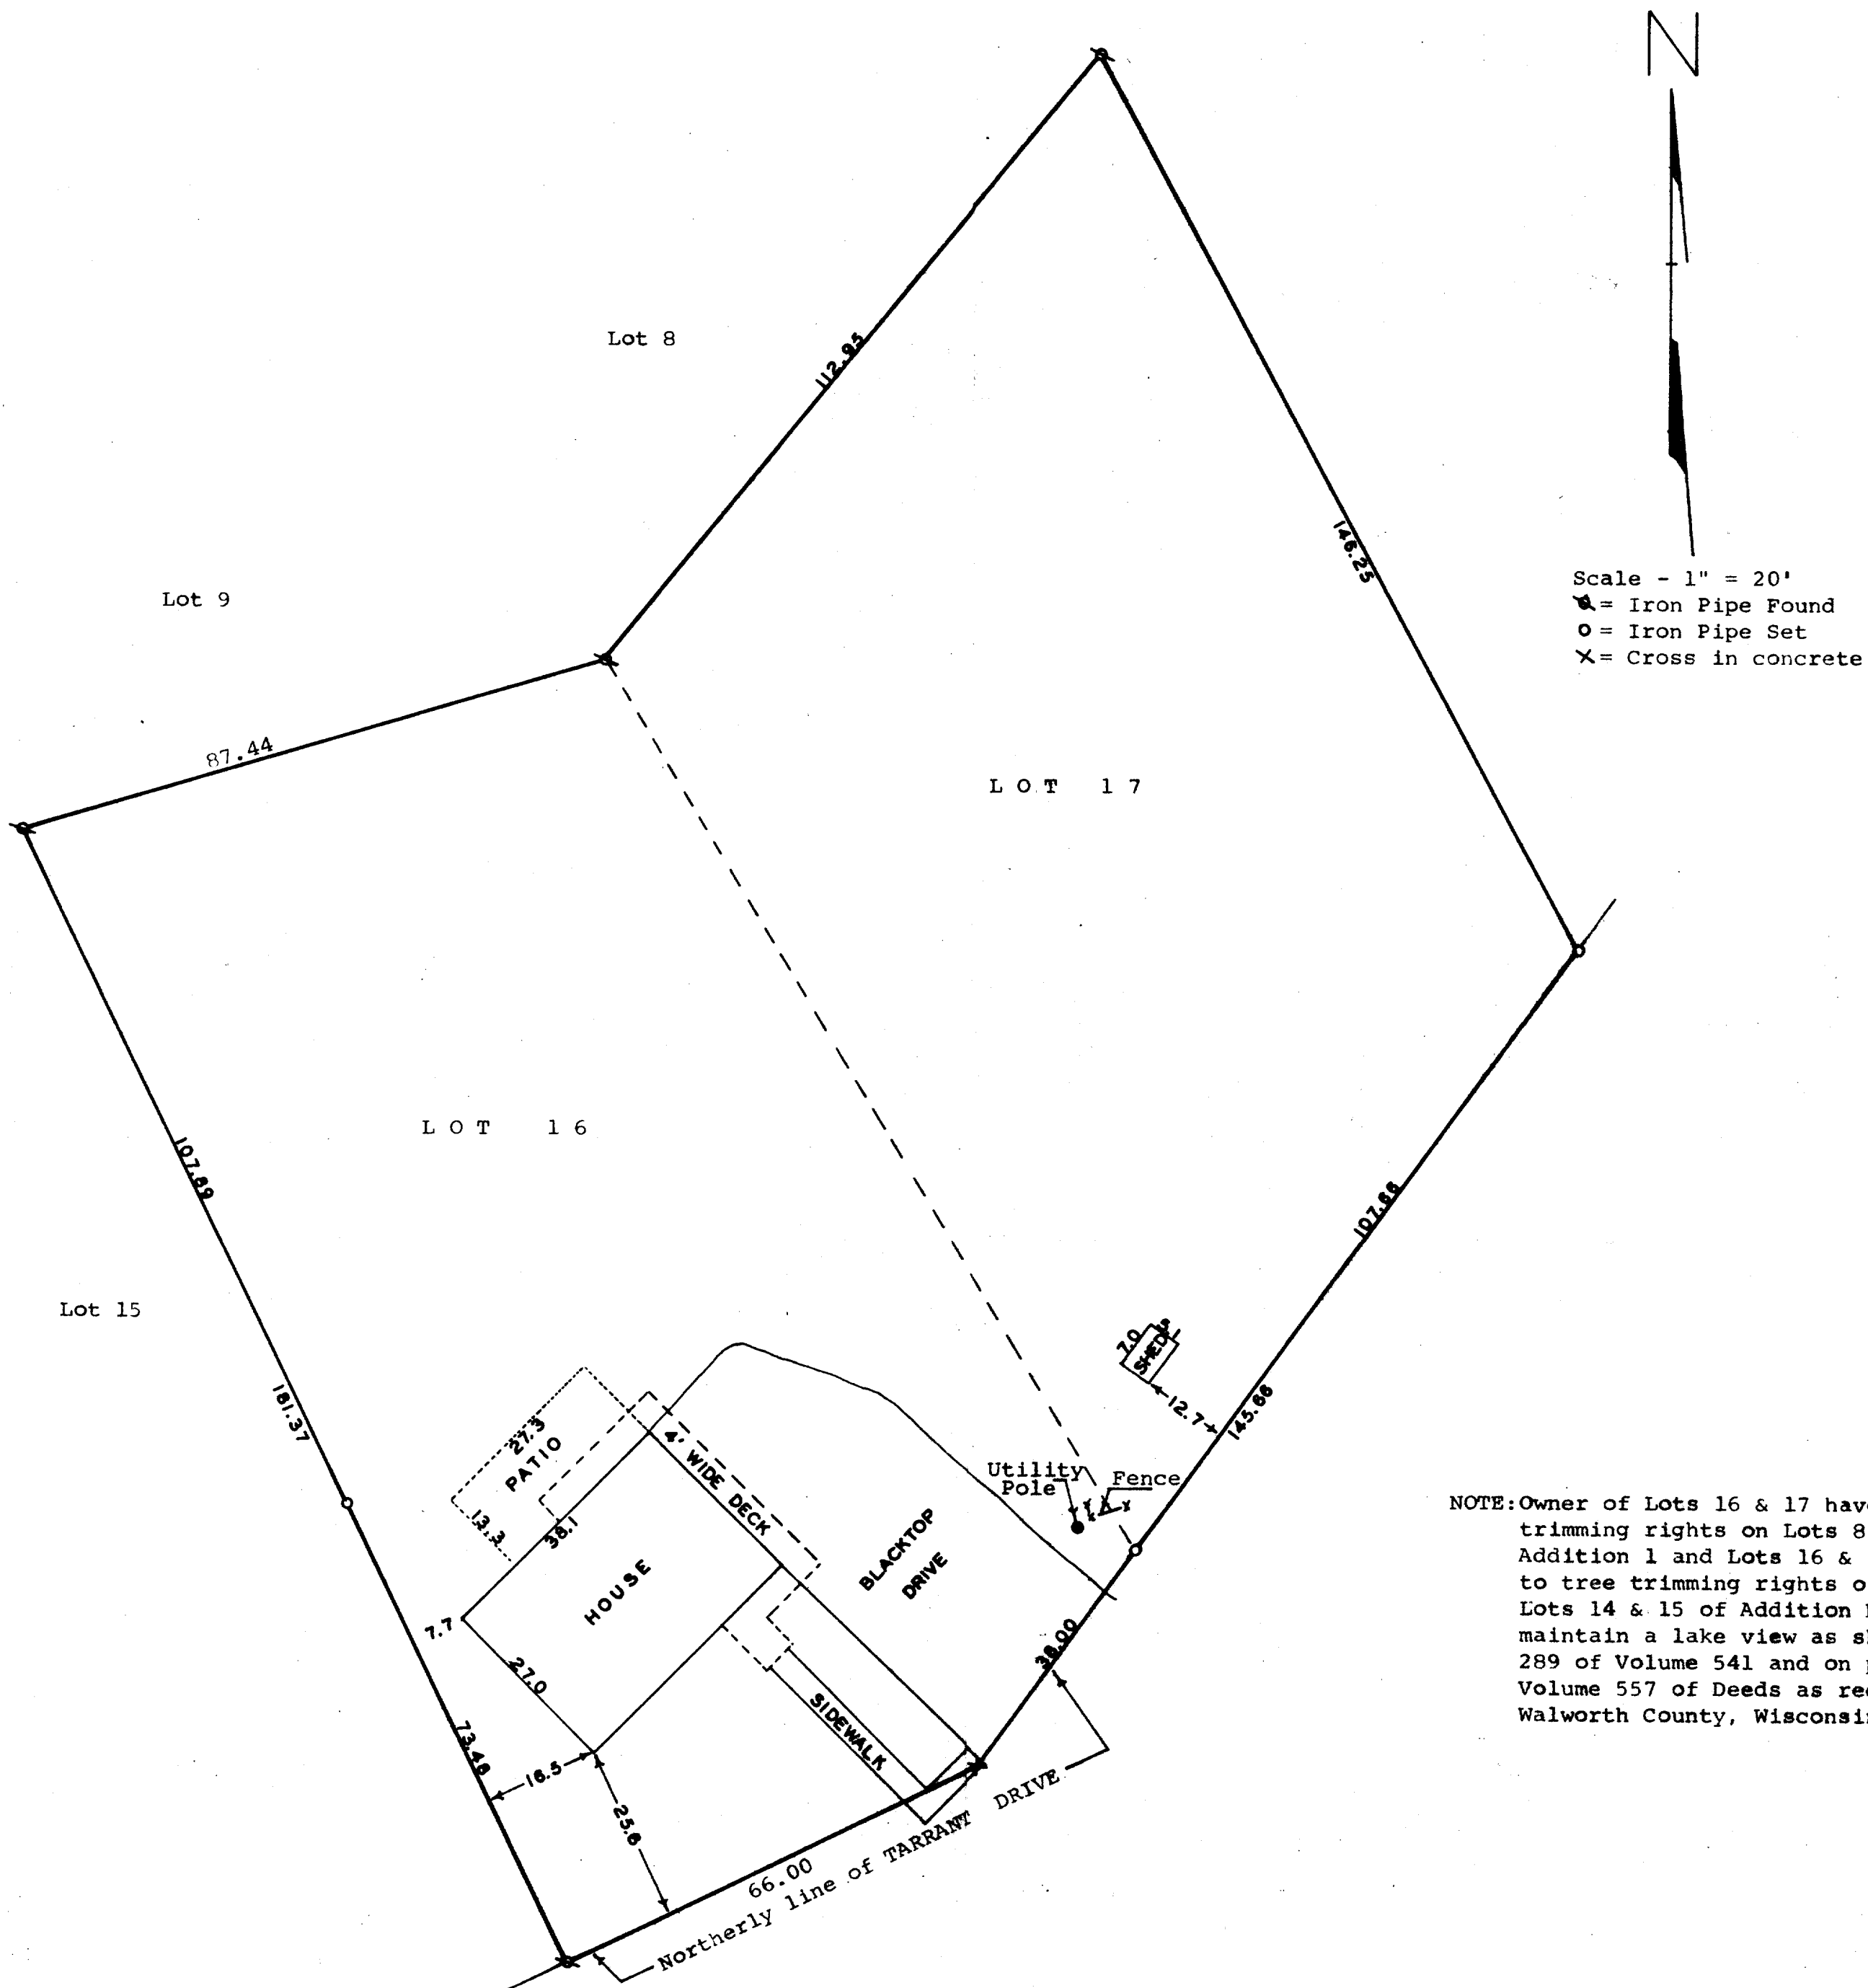 N
Lot 8
112.95
146.25
Scale - 1" = 20'
= Iron Pipe Found
= Iron Pipe Set
= Cross in concrete
Lot 9
87.44
LOT 17
LOT 16
107.89
107.66
Lot 15
181.37
7.0
SHED
12.7
145.66
27.3
PATIO
13.3
4' WIDE DECK
38.1
HOUSE
BLACKTOP
DRIVE
Utility
Pole
Fence
NOTE: Owner of Lots 16 & 17 hav
trimming rights on Lots 8
Addition 1 and Lots 16 &
to tree trimming rights o
Lots 14 & 15 of Addition
maintain a lake view as s
289 of Volume 541 and on
Volume 557 of Deeds as re
Walworth County, Wisconsi
7.7
27.0
38.00
SIDEWALK
73.48
16.5
25.6
66.00
Northerly line of TARRANT DRIVE